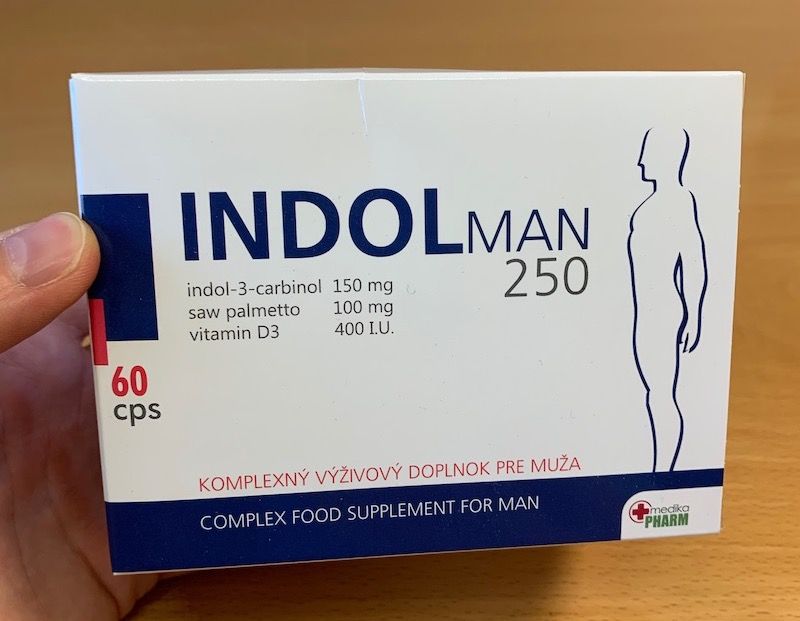 INDOLMAN
250
indol-3-carbinol 150 mg
saw palmetto 100 mg
vitamin D3 400 I.U.
60
cps
KOMPLEXNÝ VÝŽIVOVÝ DOPLNOK PRE MUŽA
COMPLEX FOOD SUPPLEMENT FOR MAN
medika
PHARM